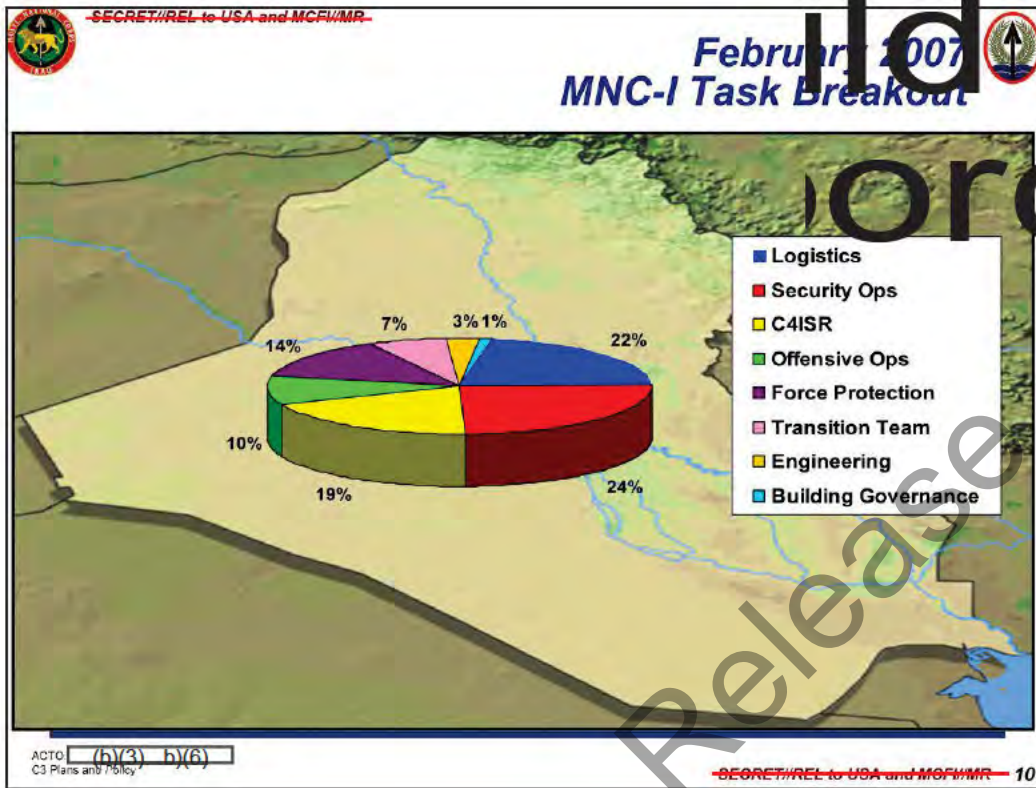 SECRET//REL to USA and MCFI//MR
February 2007
MNC-I Task Breakout
Logistics
Security Ops
C4ISR
Offensive Ops
Force Protection
Transition Team
Engineering
Building Governance
3%
1%
7%
22%
14%
10%
19%
24%
Release
ACTO:
(b)(3) b)(6)
C3 Plans and Policy
SECRET//REL to USA and MCFI//MR
10